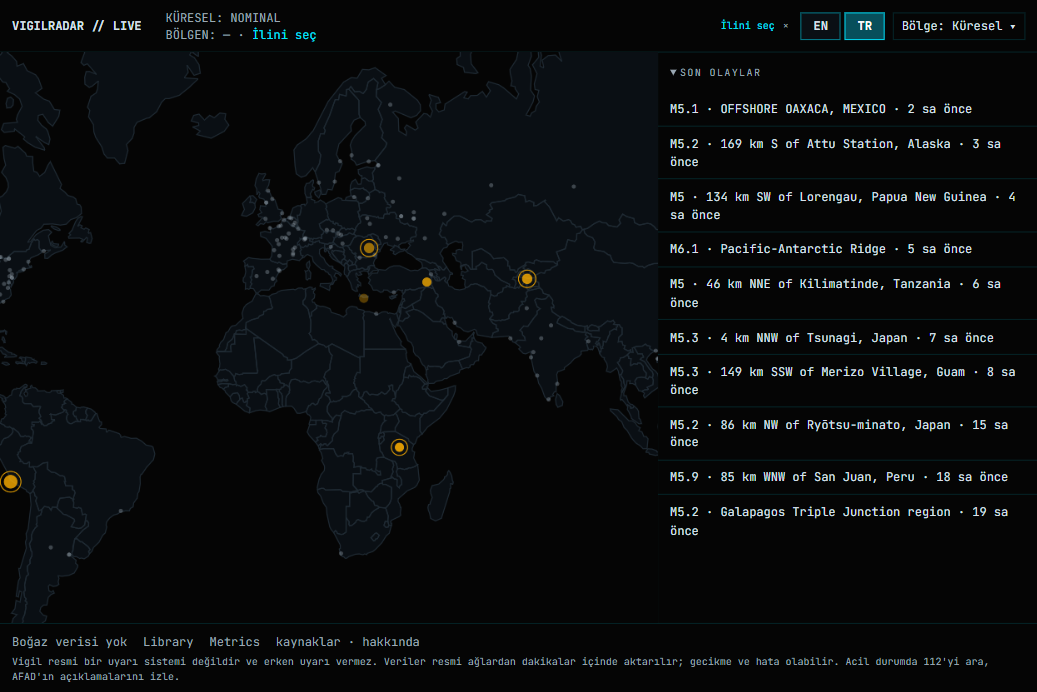 VIGILRADAR // LIVE
KÜRESEL: NOMINAL
BÖLGEN: — · İlini seç
İlini seç ×
EN
TR
Bölge: Küresel ▾
▼SON OLAYLAR
M5.1 · OFFSHORE OAXACA, MEXICO · 2 sa önce
M5.2 · 169 km S of Attu Station, Alaska · 3 sa
önce
M5 · 134 km SW of Lorengau, Papua New Guinea · 4
sa önce
M6.1 · Pacific-Antarctic Ridge · 5 sa önce
M5 · 46 km NNE of Kilimatinde, Tanzania · 6 sa
önce
M5.3 · 4 km NNW of Tsunagi, Japan · 7 sa önce
M5.3 · 149 km SSW of Merizo Village, Guam · 8 sa
önce
M5.2 · 86 km NW of Ryōtsu-minato, Japan · 15 sa
önce
M5.9 · 85 km WNW of San Juan, Peru · 18 sa önce
M5.2 · Galapagos Triple Junction region · 19 sa
önce
Boğaz verisi yok Library Metrics kaynaklar · hakkında
Vigil resmi bir uyarı sistemi değildir ve erken uyarı vermez. Veriler resmi ağlardan dakikalar içinde aktarılır; gecikme ve hata olabilir. Acil durumda 112'yi ara,
AFAD'ın açıklamalarını izle.